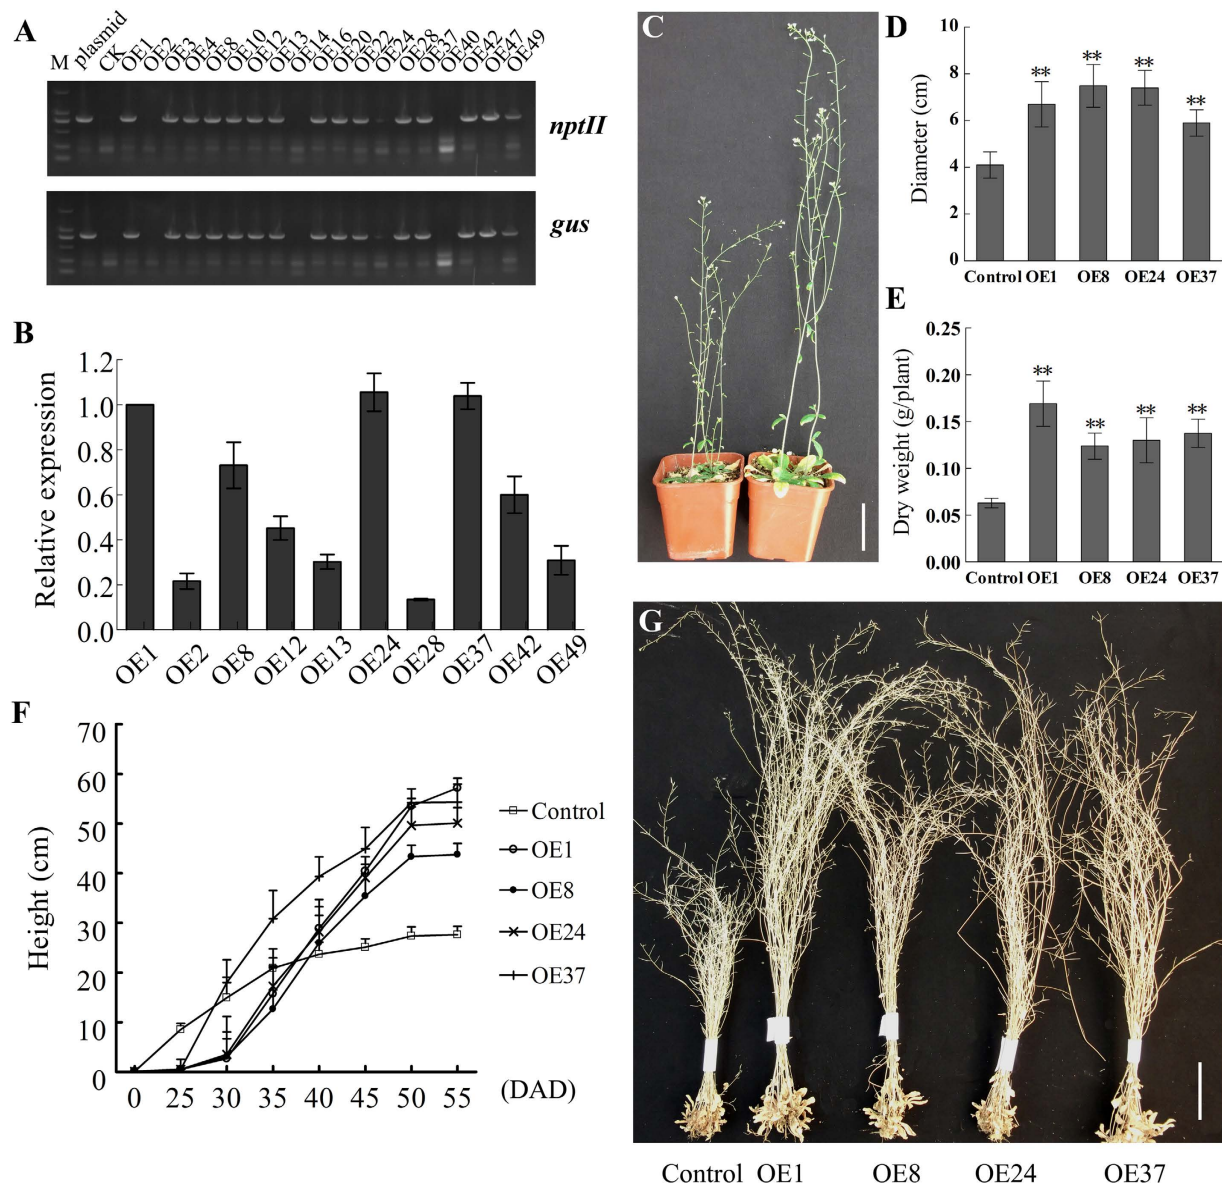 A
M plasmid CK OE1 OE2 OE3 OE4 OE8 OE10 OE12 OE13 OE14 OE16 OE20 OE22 OE24 OE28 OE37 OE40 OE42 OE47 OE49
nptII
gus
B
Relative expression
1.2
1.0
0.8
0.6
0.4
0.2
0.0
OE1 OE2 OE8 OE12 OE13 OE24 OE28 OE37 OE42 OE49
C
D
Diameter (cm)
10
8
6
4
2
0
** ** ** **
Control OE1 OE8 OE24 OE37
E
Dry weight (g/plant)
0.25
0.20
0.15
0.10
0.05
0.00
** ** ** **
Control OE1 OE8 OE24 OE37
F
Height (cm)
70
60
50
40
30
20
10
0
0 25 30 35 40 45 50 55 (DAD)
Control
OE1
OE8
OE24
OE37
G
Control OE1 OE8 OE24 OE37